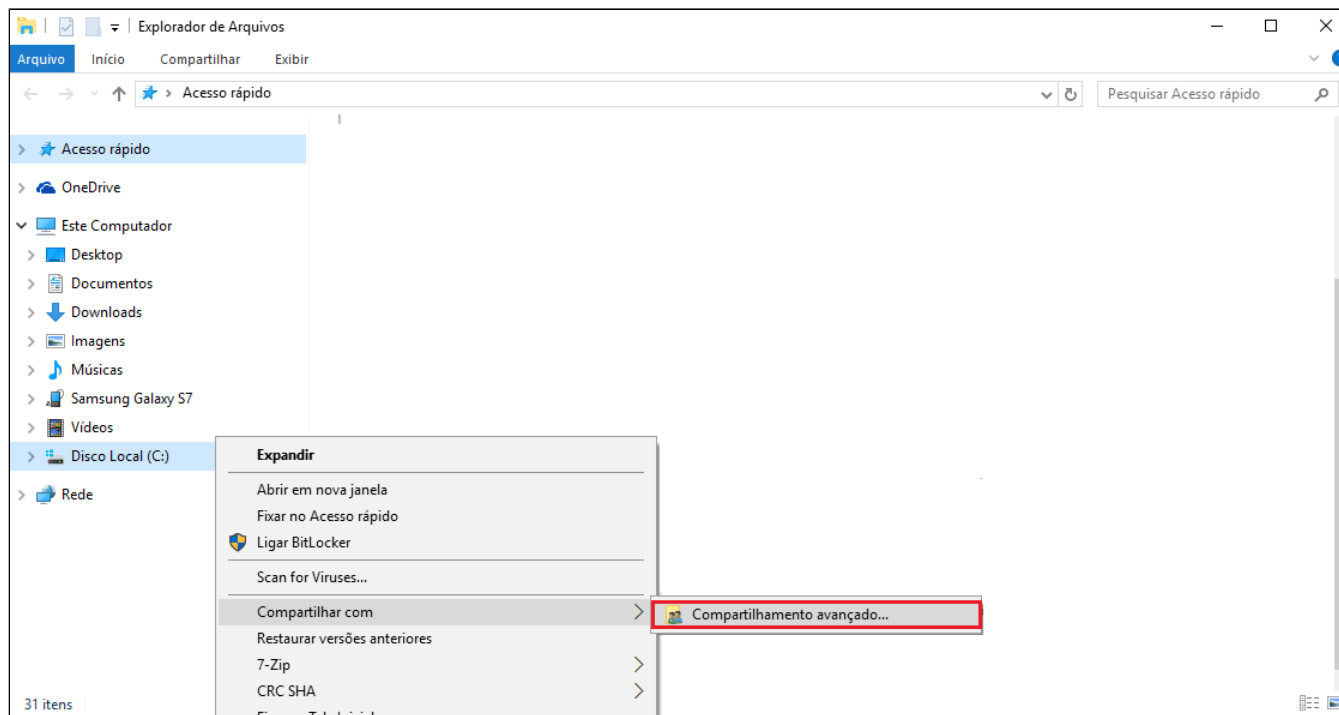 Explorador de Arquivos
Arquivo Início Compartilhar Exibir
Acesso rápido
Pesquisar Acesso rápido
Acesso rápido
OneDrive
Este Computador
Desktop
Documentos
Downloads
Imagens
Músicas
Samsung Galaxy S7
Vídeos
Disco Local (C:)
Rede
Expandir
Abrir em nova janela
Fixar no Acesso rápido
Ligar BitLocker
Scan for Viruses...
Compartilhar com
Compartilhamento avançado...
Restaurar versões anteriores
7-Zip
CRC SHA
31 itens